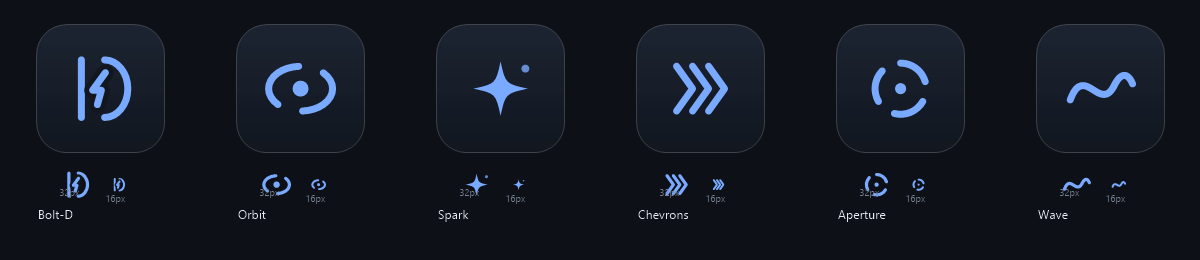 32px 16px
Bolt-D
32px 16px
Orbit
32px 16px
Spark
32px 16px
Chevrons
32px 16px
Aperture
32px 16px
Wave